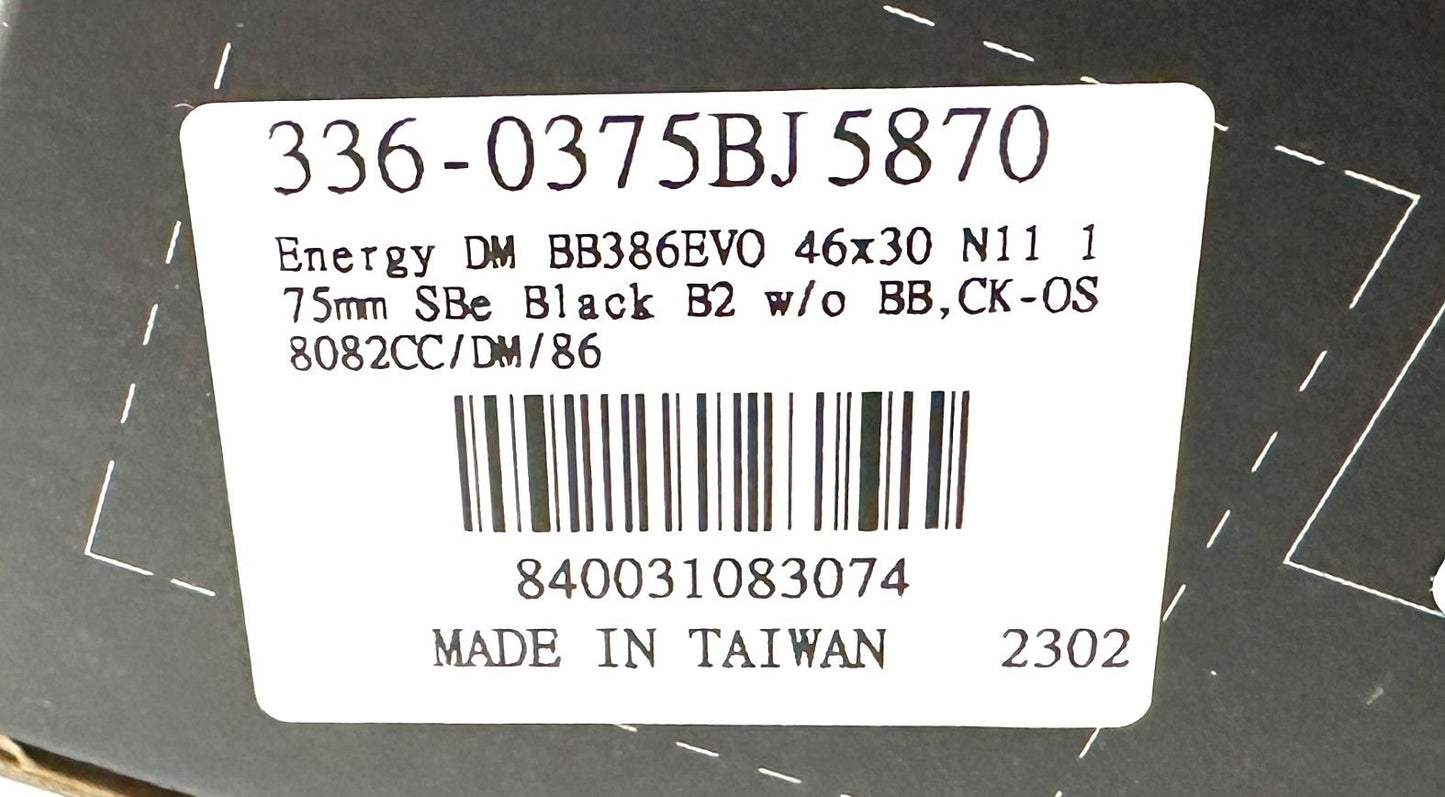 336-0375BJ5870
Energy DM BB386EVO 46x30 N11 1
75mm SBe Black B2 w/o BB,CK-OS
8082CC/DM/86
840031083074
MADE IN TAIWAN 2302